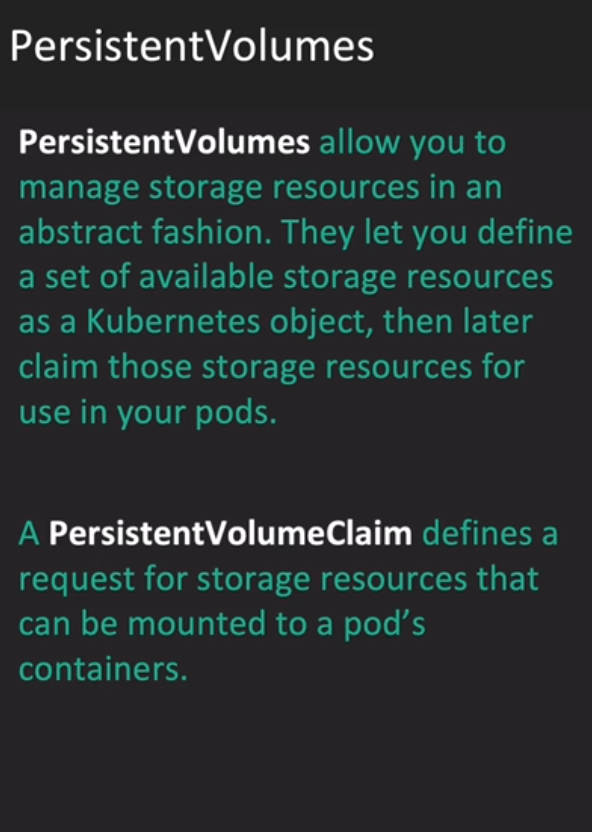 PersistentVolumes
PersistentVolumes allow you to
manage storage resources in an
abstract fashion. They let you define
a set of available storage resources
as a Kubernetes object, then later
claim those storage resources for
use in your pods.
A PersistentVolumeClaim defines a
request for storage resources that
can be mounted to a pod’s
containers.